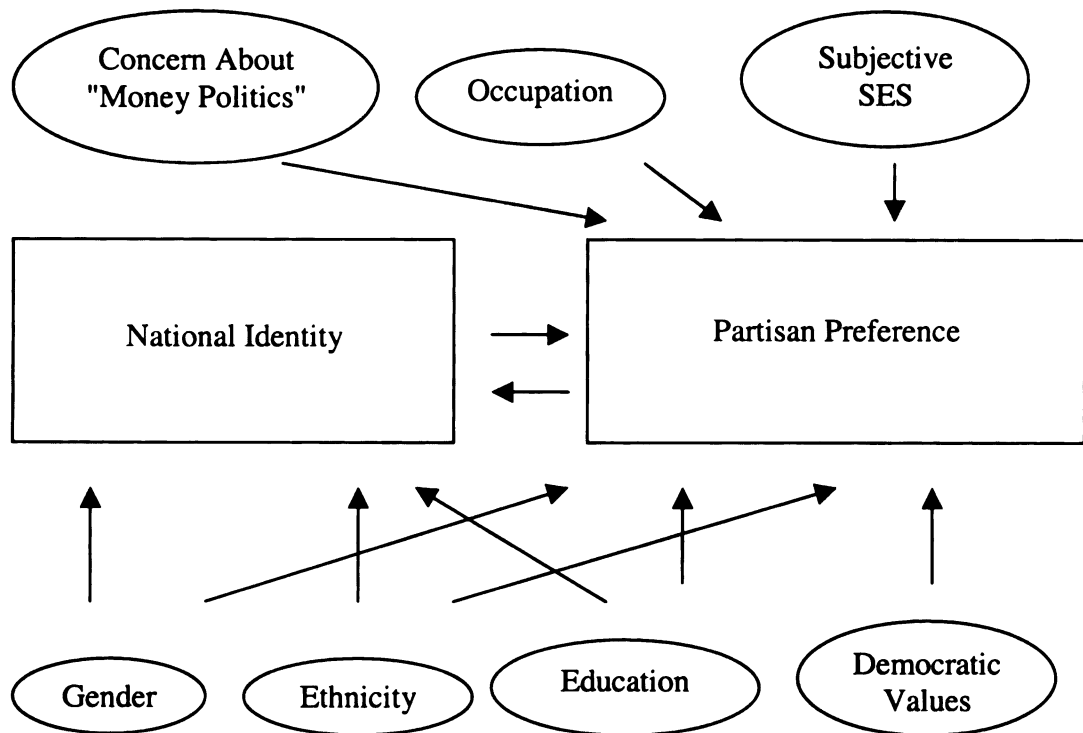 Concern About
"Money Politics"
Occupation
Subjective
SES
National Identity
Partisan Preference
Gender
Ethnicity
Education
Democratic
Values